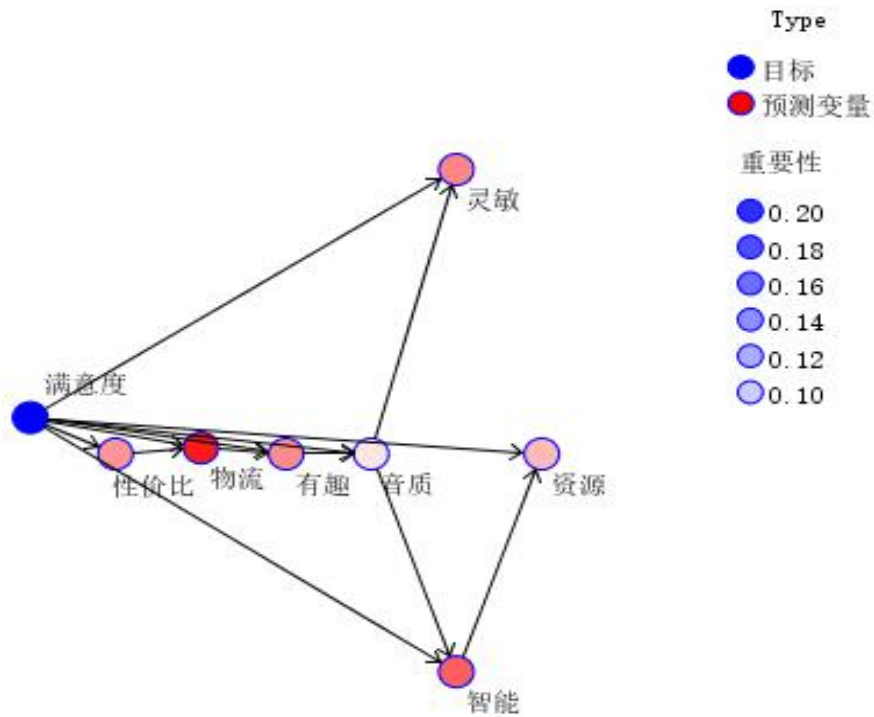 Type
目标
预测变量
重要性
0.20
0.18
0.16
0.14
0.12
0.10
灵敏
满意度
性价比
物流
有趣
音质
资源
智能